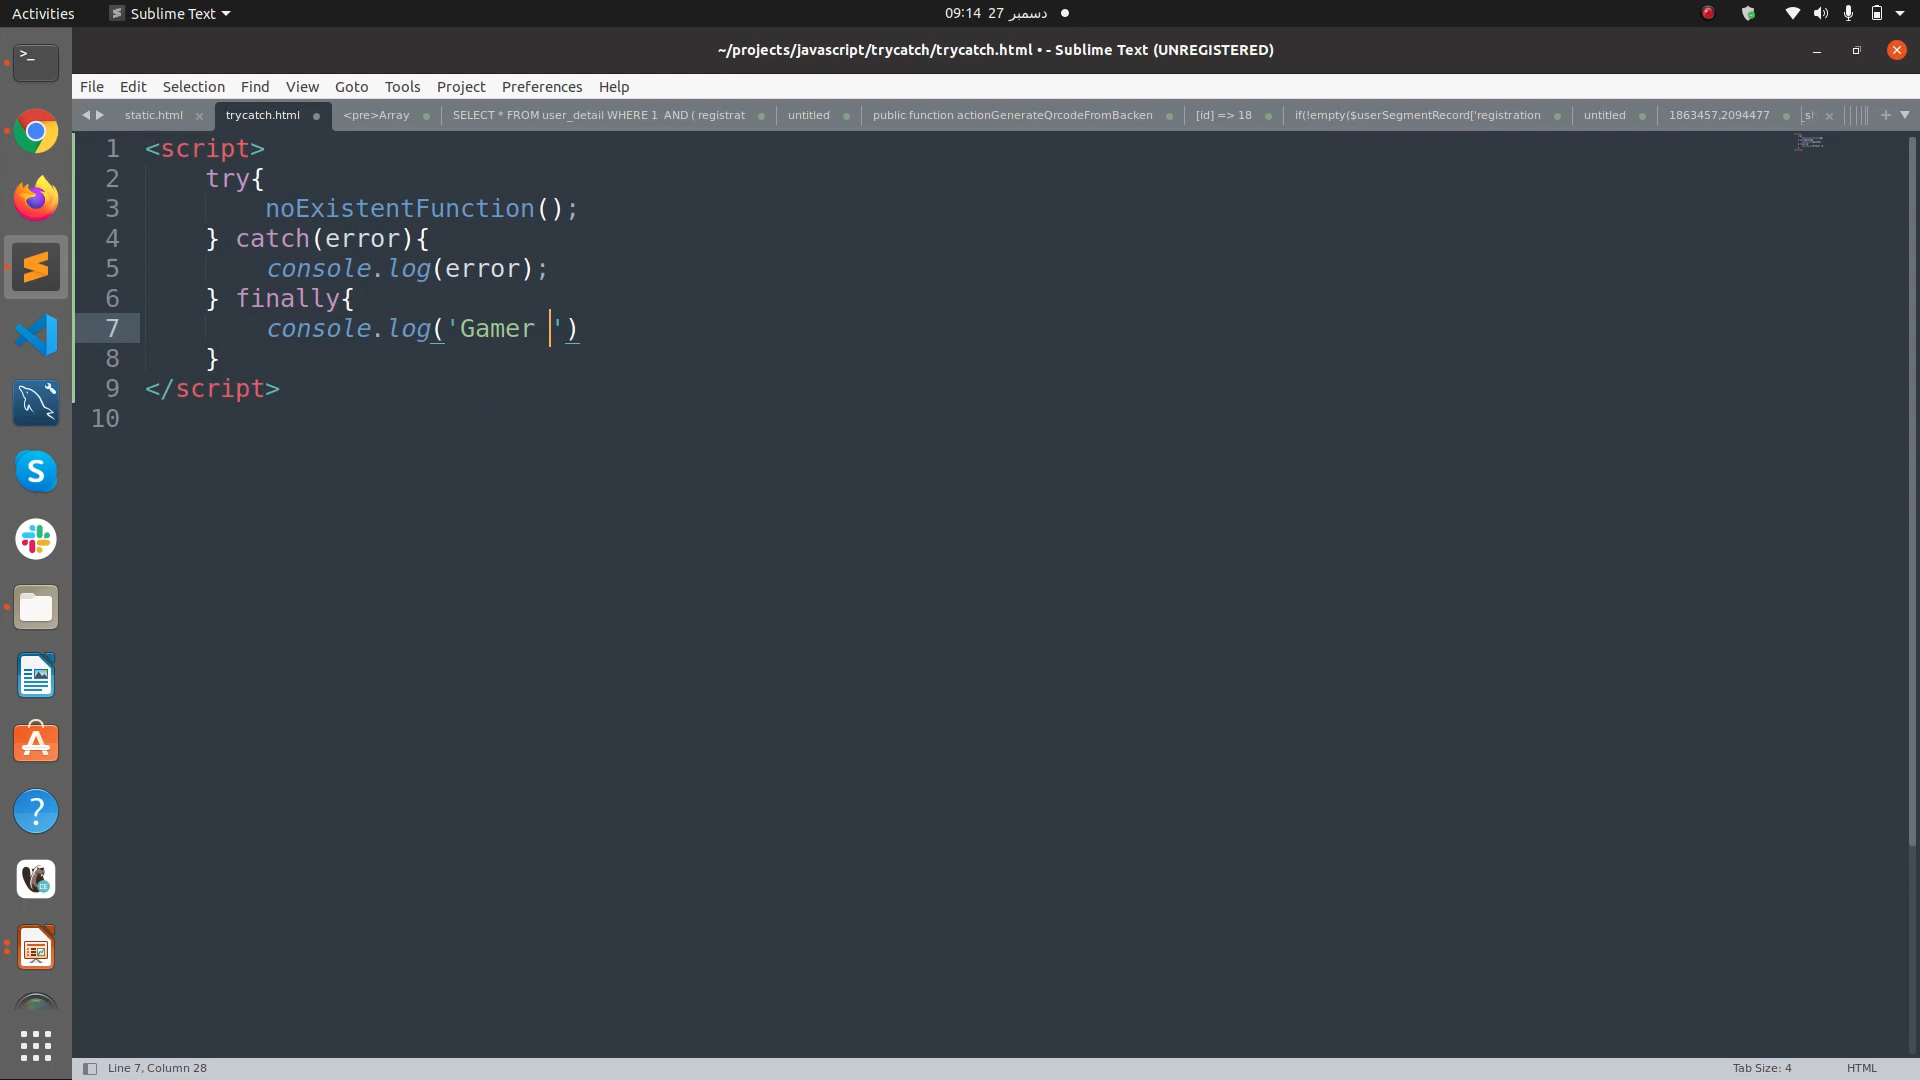 Activities Sublime Text 09:14 27 دسمبر
~/projects/javascript/trycatch/trycatch.html • - Sublime Text (UNREGISTERED)
File Edit Selection Find View Goto Tools Project Preferences Help
static.html trycatch.html <pre>Array SELECT * FROM user_detail WHERE 1 AND ( registrat untitled public function actionGenerateQrcodeFromBacken [id] => 18 if(!empty($userSegmentRecord['registration untitled 1863457,2094477
1 <script>
2 try{
3 noExistentFunction();
4 } catch(error){
5 console.log(error);
6 } finally{
7 console.log('Gamer ')
8 }
9 </script>
10
Line 7, Column 28 Tab Size: 4 HTML